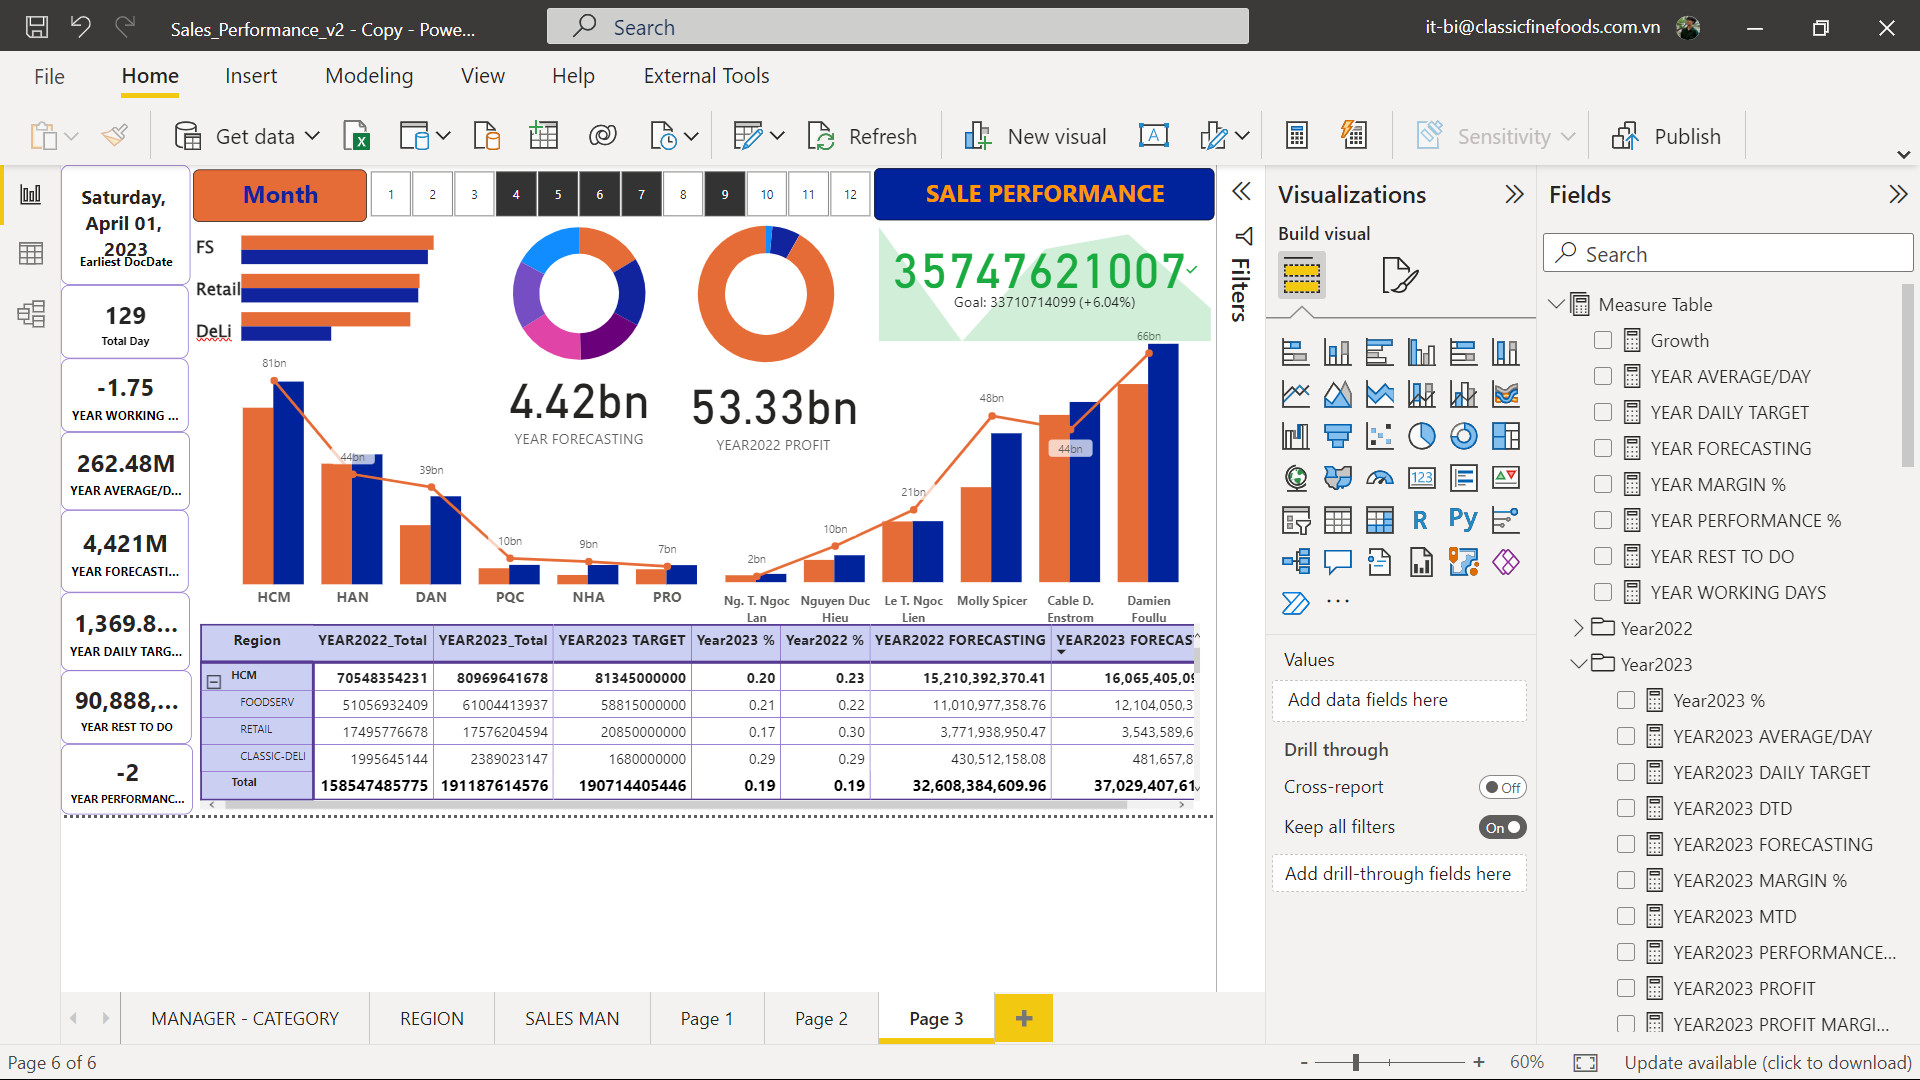 Sales_Performance_v2 - Copy - Powe...
Search
it-bi@classicfinefoods.com.vn
File
Home
Insert
Modeling
View
Help
External Tools
Get data
Refresh
New visual
Sensitivity
Publish
Saturday,
April 01,
2023
Earliest DocDate
129
Total Day
-1.75
YEAR WORKING ...
262.48M
YEAR AVERAGE/D...
4,421M
YEAR FORECASTI...
1,369.8...
YEAR DAILY TARG...
90,888,...
YEAR REST TO DO
-2
YEAR PERFORMANC...
Month
1 2 3 4 5 6 7 8 9 10 11 12
SALE PERFORMANCE
FS
Retail
DeLi
4.42bn
YEAR FORECASTING
53.33bn
YEAR2022 PROFIT
35747621007
Goal: 33710714099 (+6.04%)
81bn
44bn
39bn
10bn
9bn
7bn
HCM
HAN
DAN
PQC
NHA
PRO
2bn
10bn
21bn
48bn
44bn
66bn
Ng. T. Ngoc
Lan
Nguyen Duc
Hieu
Le T. Ngoc
Lien
Molly Spicer
Cable D.
Enstrom
Damien
Foullu
Region YEAR2022_Total YEAR2023_Total YEAR2023 TARGET Year2023 % Year2022 % YEAR2022 FORECASTING YEAR2023 FORECAS
HCM 70548354231 80969641678 81345000000 0.20 0.23 15,210,392,370.41 16,065,405,09
FOODSERV 51056932409 61004413937 58815000000 0.21 0.22 11,010,977,358.76 12,104,050,3
RETAIL 17495776678 17576204594 20850000000 0.17 0.30 3,771,938,950.47 3,543,589,6
CLASSIC-DELI 1995645144 2389023147 1680000000 0.29 0.29 430,512,158.08 481,657,8
Total 158547485775 191187614576 190714405446 0.19 0.19 32,608,384,609.96 37,029,407,61
Filters
Visualizations
Build visual
123
R
Py
...
Values
Add data fields here
Drill through
Cross-report
Off
Keep all filters
On
Add drill-through fields here
Fields
Search
Measure Table
Growth
YEAR AVERAGE/DAY
YEAR DAILY TARGET
YEAR FORECASTING
YEAR MARGIN %
YEAR PERFORMANCE %
YEAR REST TO DO
YEAR WORKING DAYS
Year2022
Year2023
Year2023 %
YEAR2023 AVERAGE/DAY
YEAR2023 DAILY TARGET
YEAR2023 DTD
YEAR2023 FORECASTING
YEAR2023 MARGIN %
YEAR2023 MTD
YEAR2023 PERFORMANCE...
YEAR2023 PROFIT
YEAR2023 PROFIT MARGI...
MANAGER - CATEGORY
REGION
SALES MAN
Page 1
Page 2
Page 3
Page 6 of 6
- + 60%
Update available (click to download)